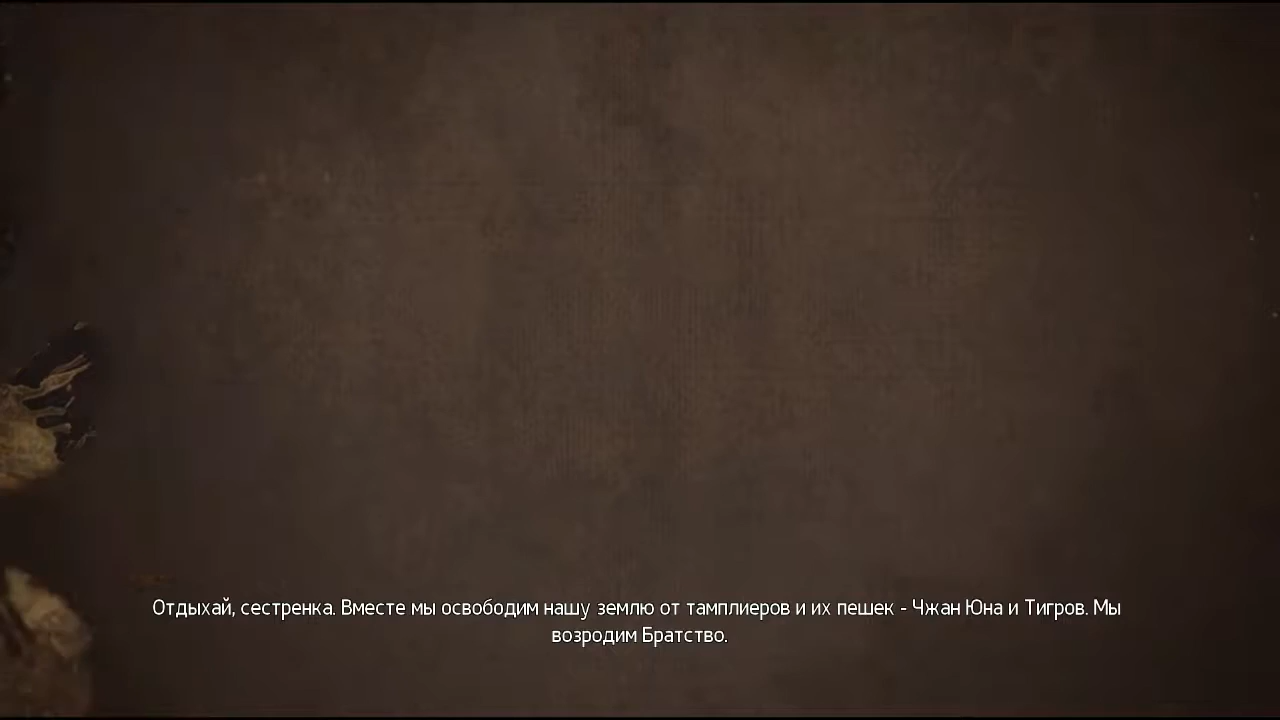 Отдыхай, сестренка. Вместе мы освободим нашу землю от тамплиеров и их пешек - Чжан Юна и Тигров. Мы
возродим Братство.